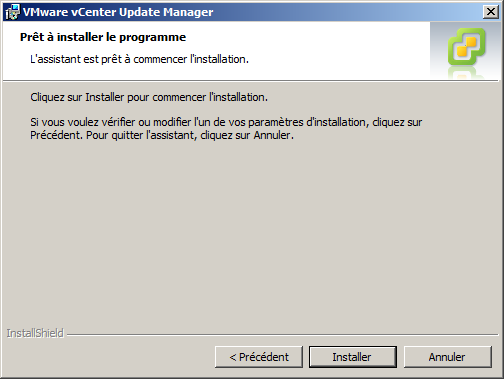 VMware vCenter Update Manager
Prêt à installer le programme
L'assistant est prêt à commencer l'installation.
Cliquez sur Installer pour commencer l'installation.
Si vous voulez vérifier ou modifier l'un de vos paramètres d'installation, cliquez sur
Précédent. Pour quitter l'assistant, cliquez sur Annuler.
InstallShield
< Précédent
Installer
Annuler